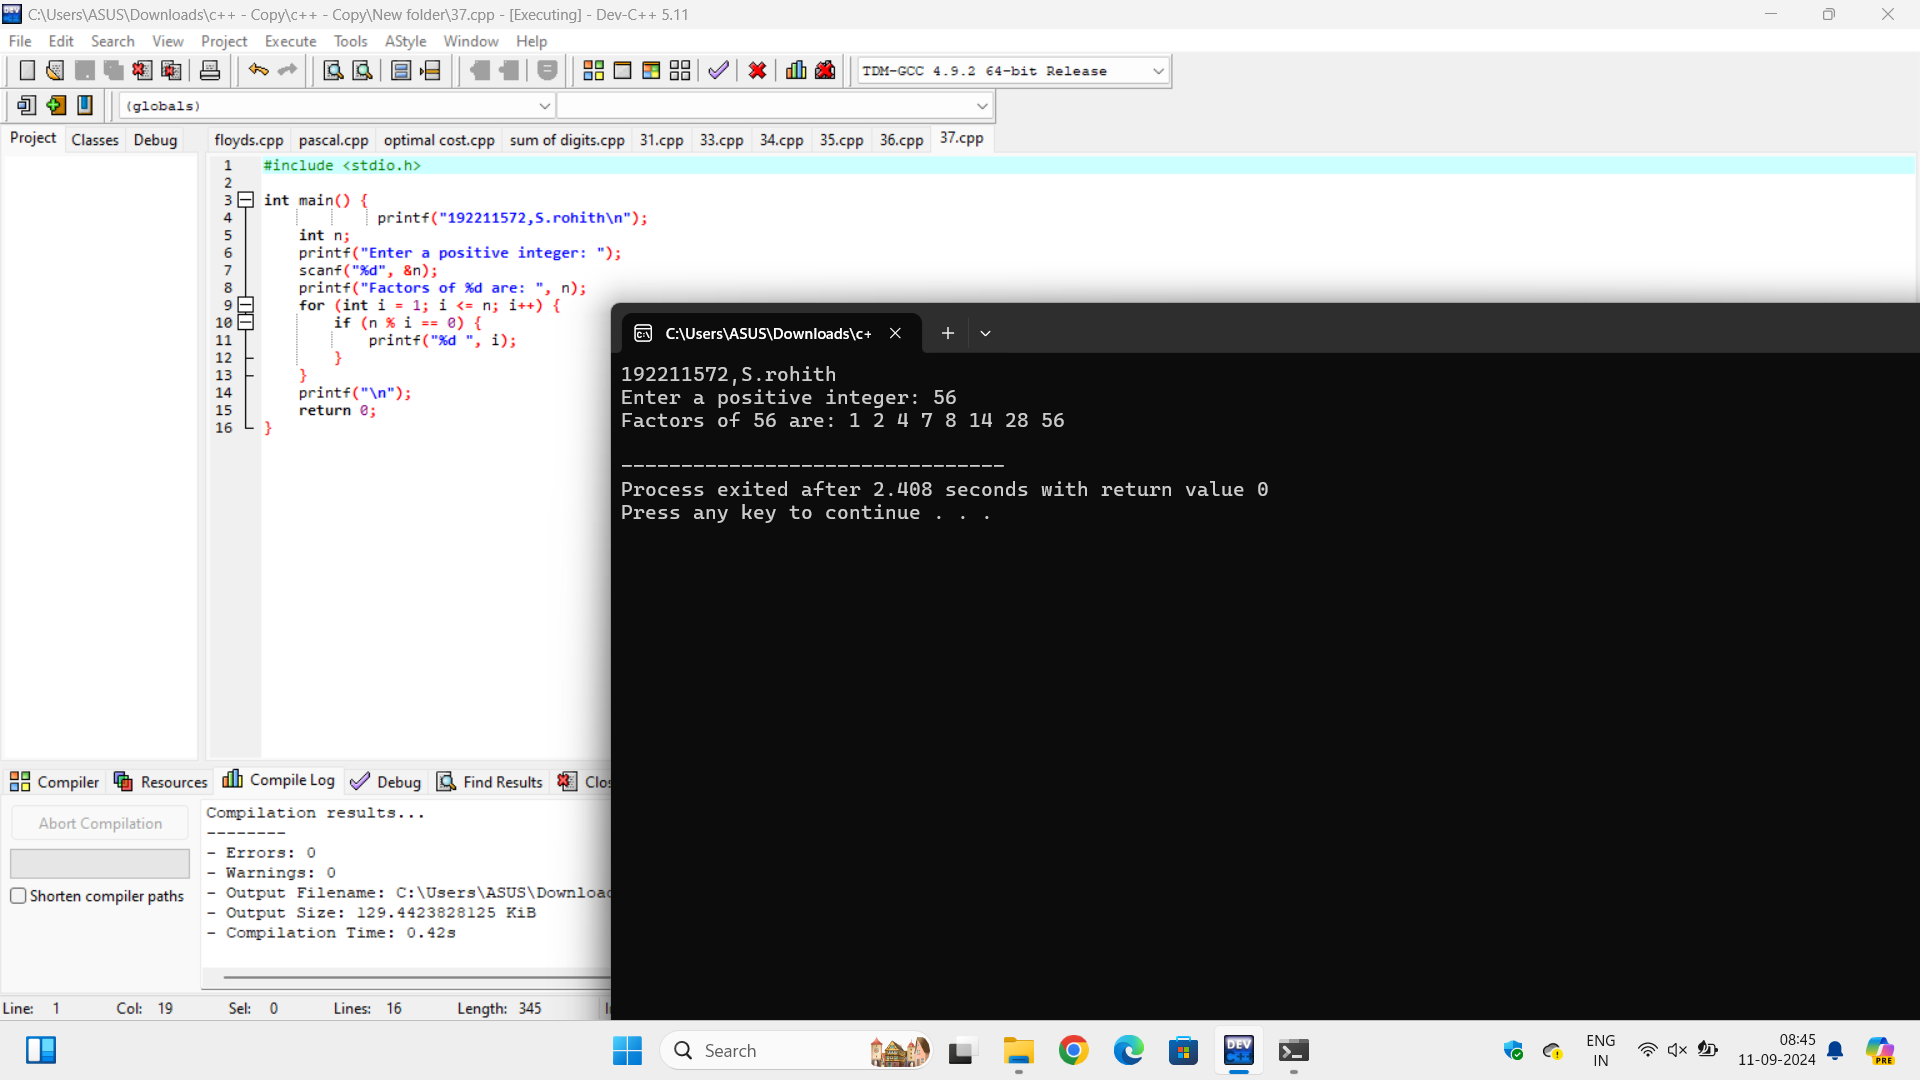 C:\Users\ASUS\Downloads\c++ - Copy\c++ - Copy\New folder\37.cpp - [Executing] - Dev-C++ 5.11
File Edit Search View Project Execute Tools AStyle Window Help
TDM-GCC 4.9.2 64-bit Release
(globals)
Project Classes Debug
floyds.cpp pascal.cpp optimal cost.cpp sum of digits.cpp 31.cpp 33.cpp 34.cpp 35.cpp 36.cpp 37.cpp
1 #include <stdio.h>
2
3 int main() {
4 printf("192211572,S.rohith\n");
5 int n;
6 printf("Enter a positive integer: ");
7 scanf("%d", &n);
8 printf("Factors of %d are: ", n);
9 for (int i = 1; i <= n; i++) {
10 if (n % i == 0) {
11 printf("%d ", i);
12 }
13 }
14 printf("\n");
15 return 0;
16 }
C:\Users\ASUS\Downloads\c+
192211572,S.rohith
Enter a positive integer: 56
Factors of 56 are: 1 2 4 7 8 14 28 56
--------------------------------
Process exited after 2.408 seconds with return value 0
Press any key to continue . . .
Compiler Resources Compile Log Debug Find Results Clos
Abort Compilation
Shorten compiler paths
Compilation results...
--------
- Errors: 0
- Warnings: 0
- Output Filename: C:\Users\ASUS\Downloa
- Output Size: 129.4423828125 KiB
- Compilation Time: 0.42s
Line: 1 Col: 19 Sel: 0 Lines: 16 Length: 345
Search
DEV C++
ENG
IN
08:45
11-09-2024
PRE